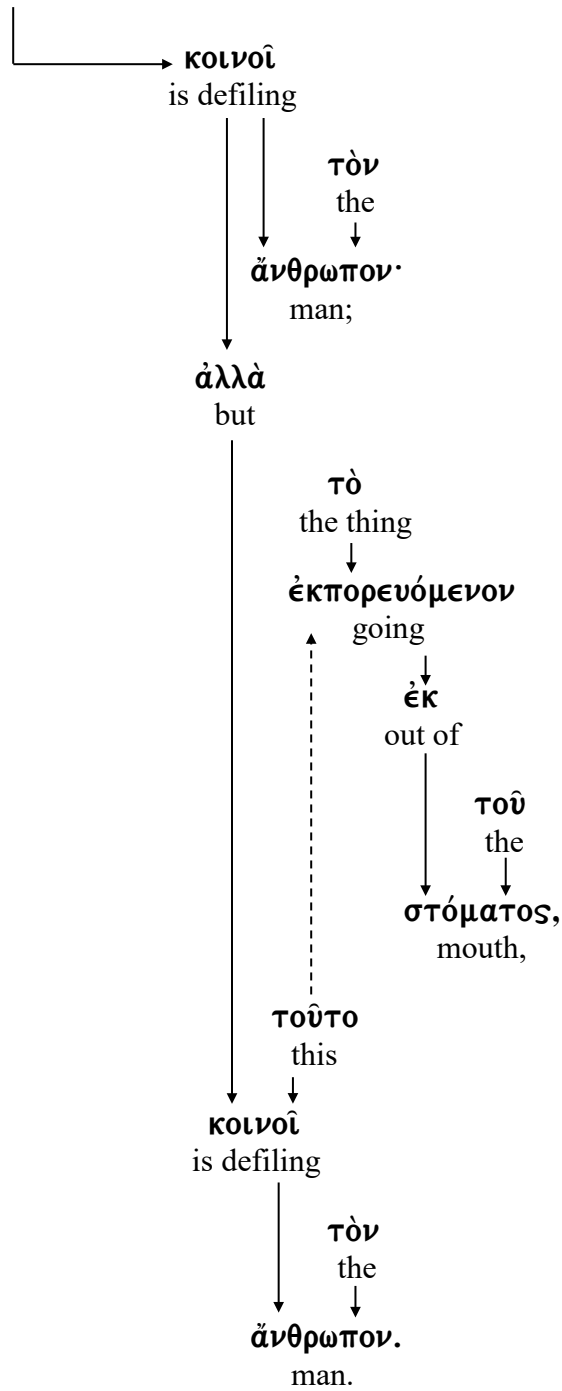 κοινοῖ
is defiling
τὸν
the
ἄνθρωπον·
man;
ἀλλὰ
but
τὸ
the thing
ἐκπορευόμενον
going
ἐκ
out of
τοῦ
the
στόματος,
mouth,
τοῦτο
this
κοινοῖ
is defiling
τὸν
the
ἄνθρωπον.
man.